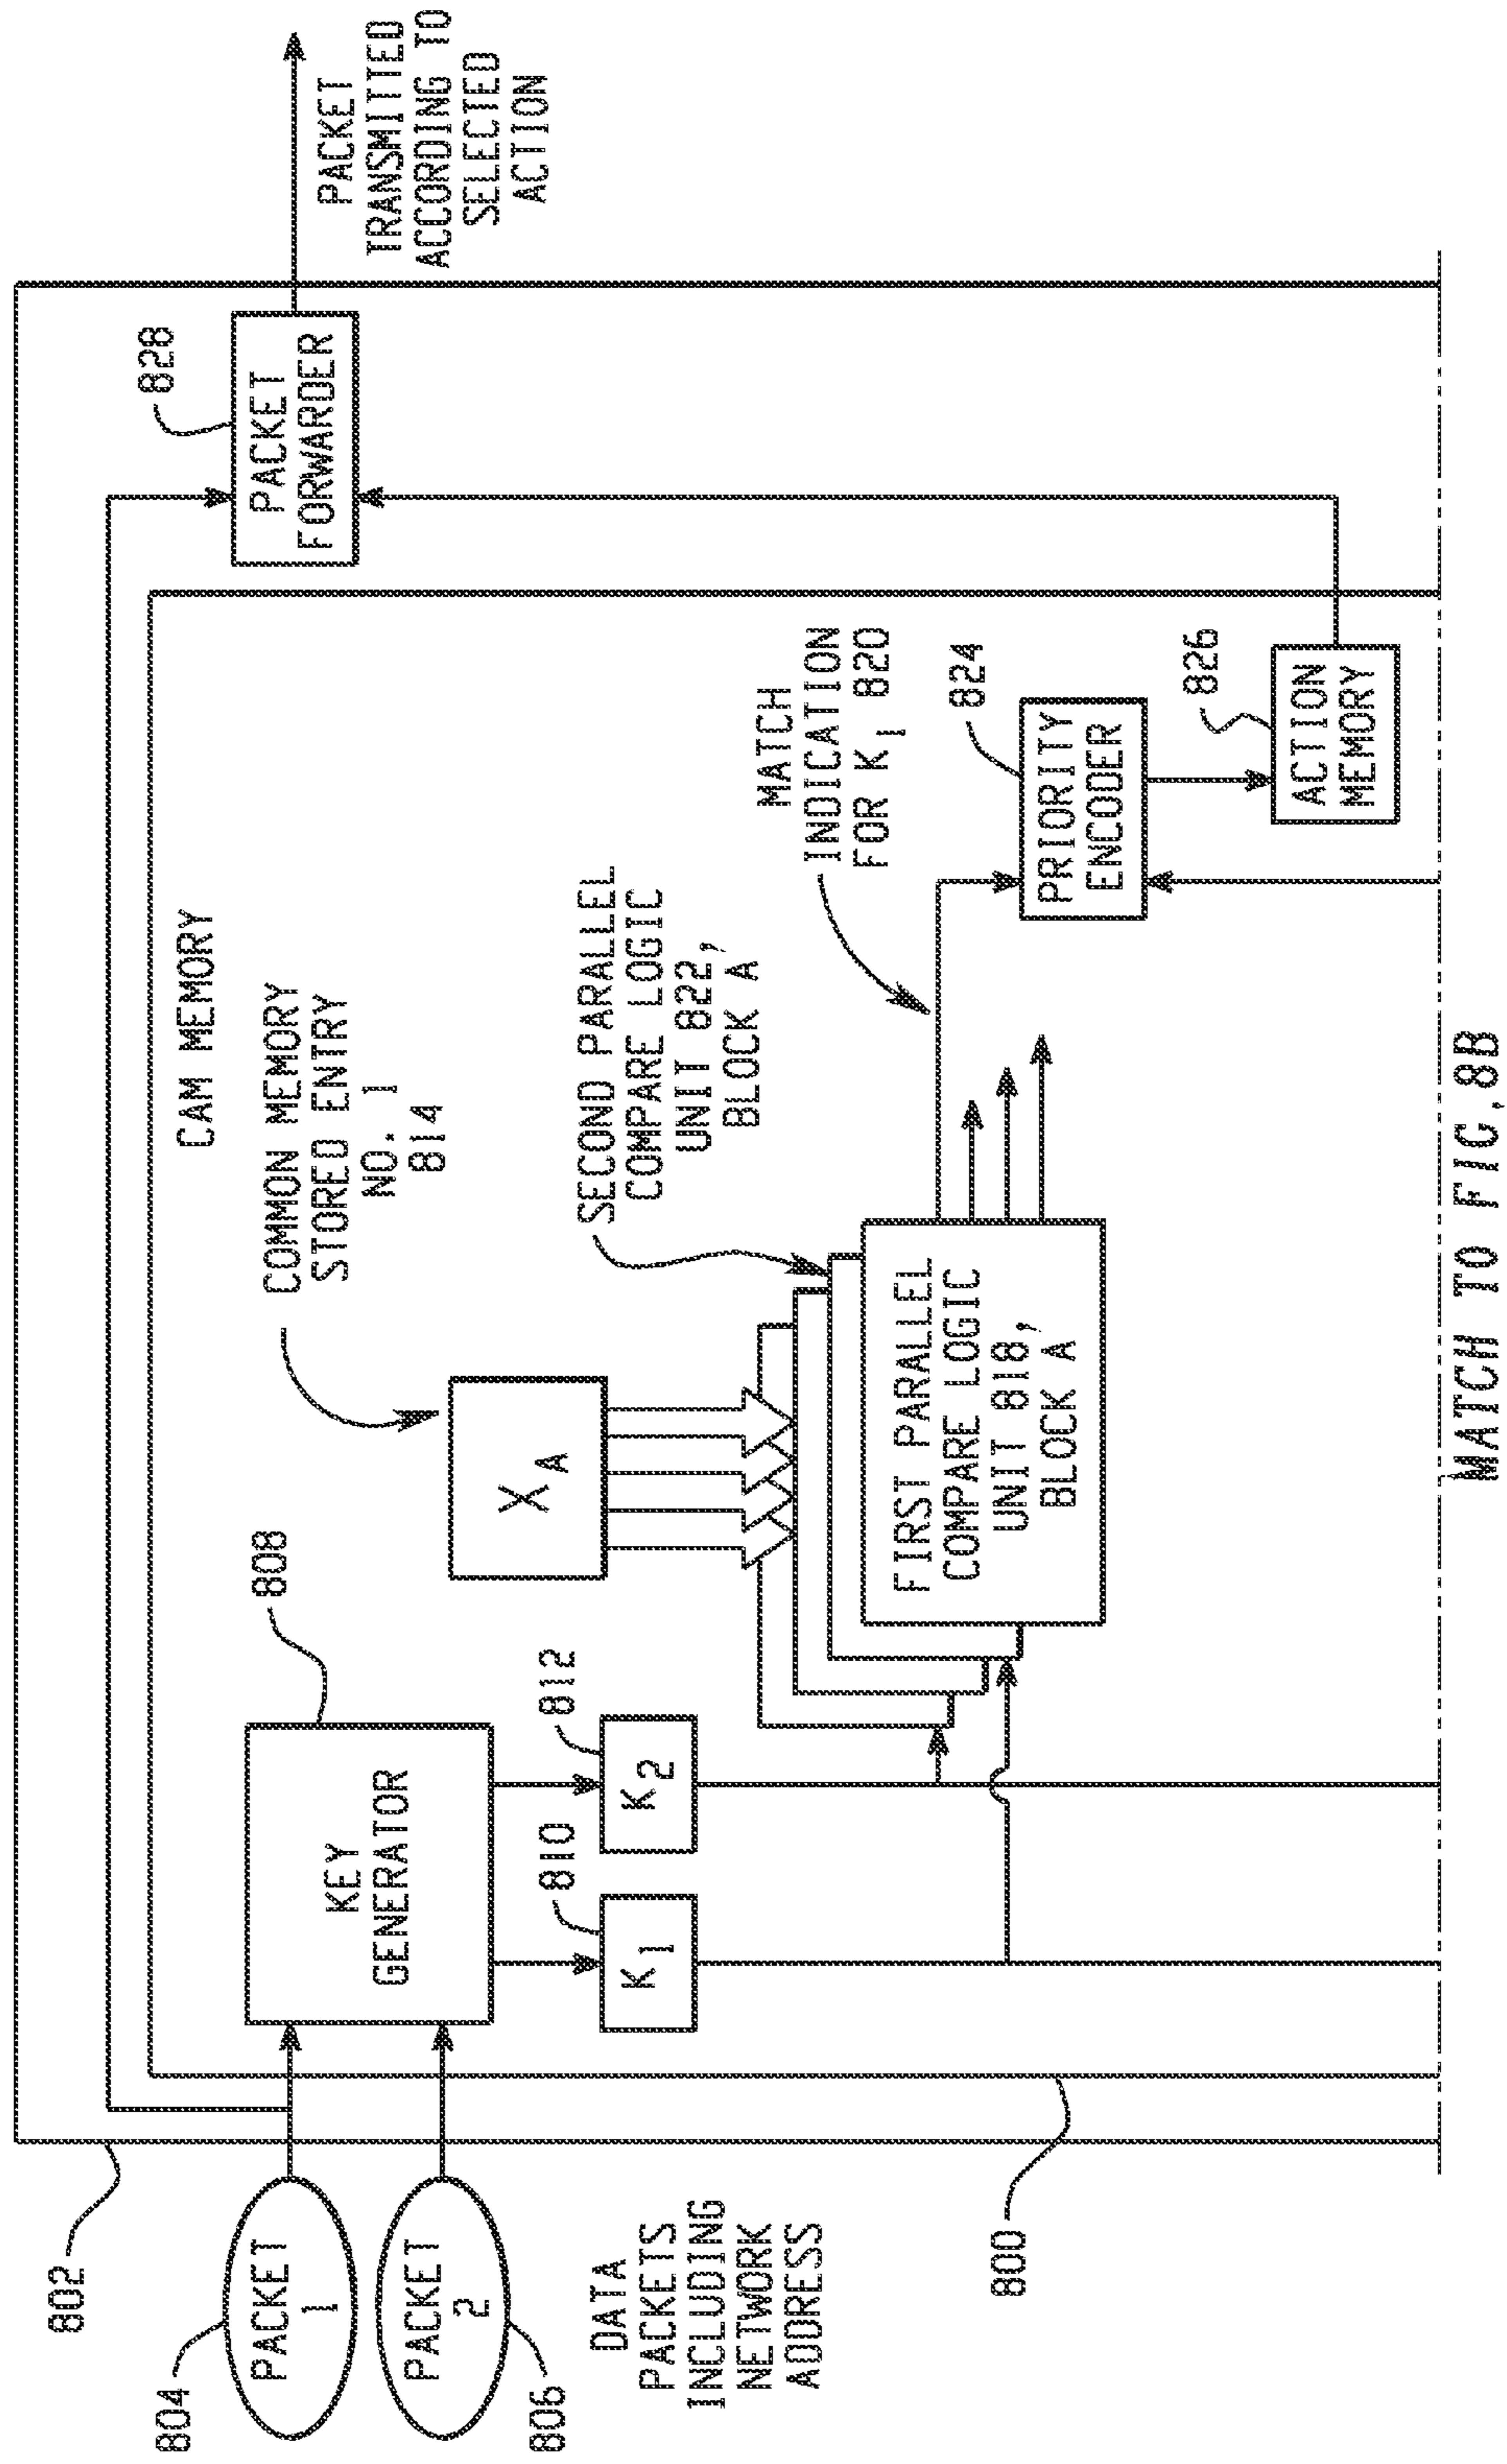 802
804
PACKET
1
PACKET
2
806
DATA
PACKETS
INCLUDING
NETWORK
ADDRESS
800
KEY
GENERATOR
808
K1
810
K2
812
CAM MEMORY
COMMON MEMORY
STORED ENTRY
NO. 1
814
XA
SECOND PARALLEL
COMPARE LOGIC
UNIT 822,
BLOCK A
FIRST PARALLEL
COMPARE LOGIC
UNIT 818,
BLOCK A
MATCH
INDICATION
FOR K1 820
824
PRIORITY
ENCODER
826
ACTION
MEMORY
828
PACKET
FORWARDER
PACKET
TRANSMITTED
ACCORDING TO
SELECTED
ACTION
MATCH TO FIG. 8B